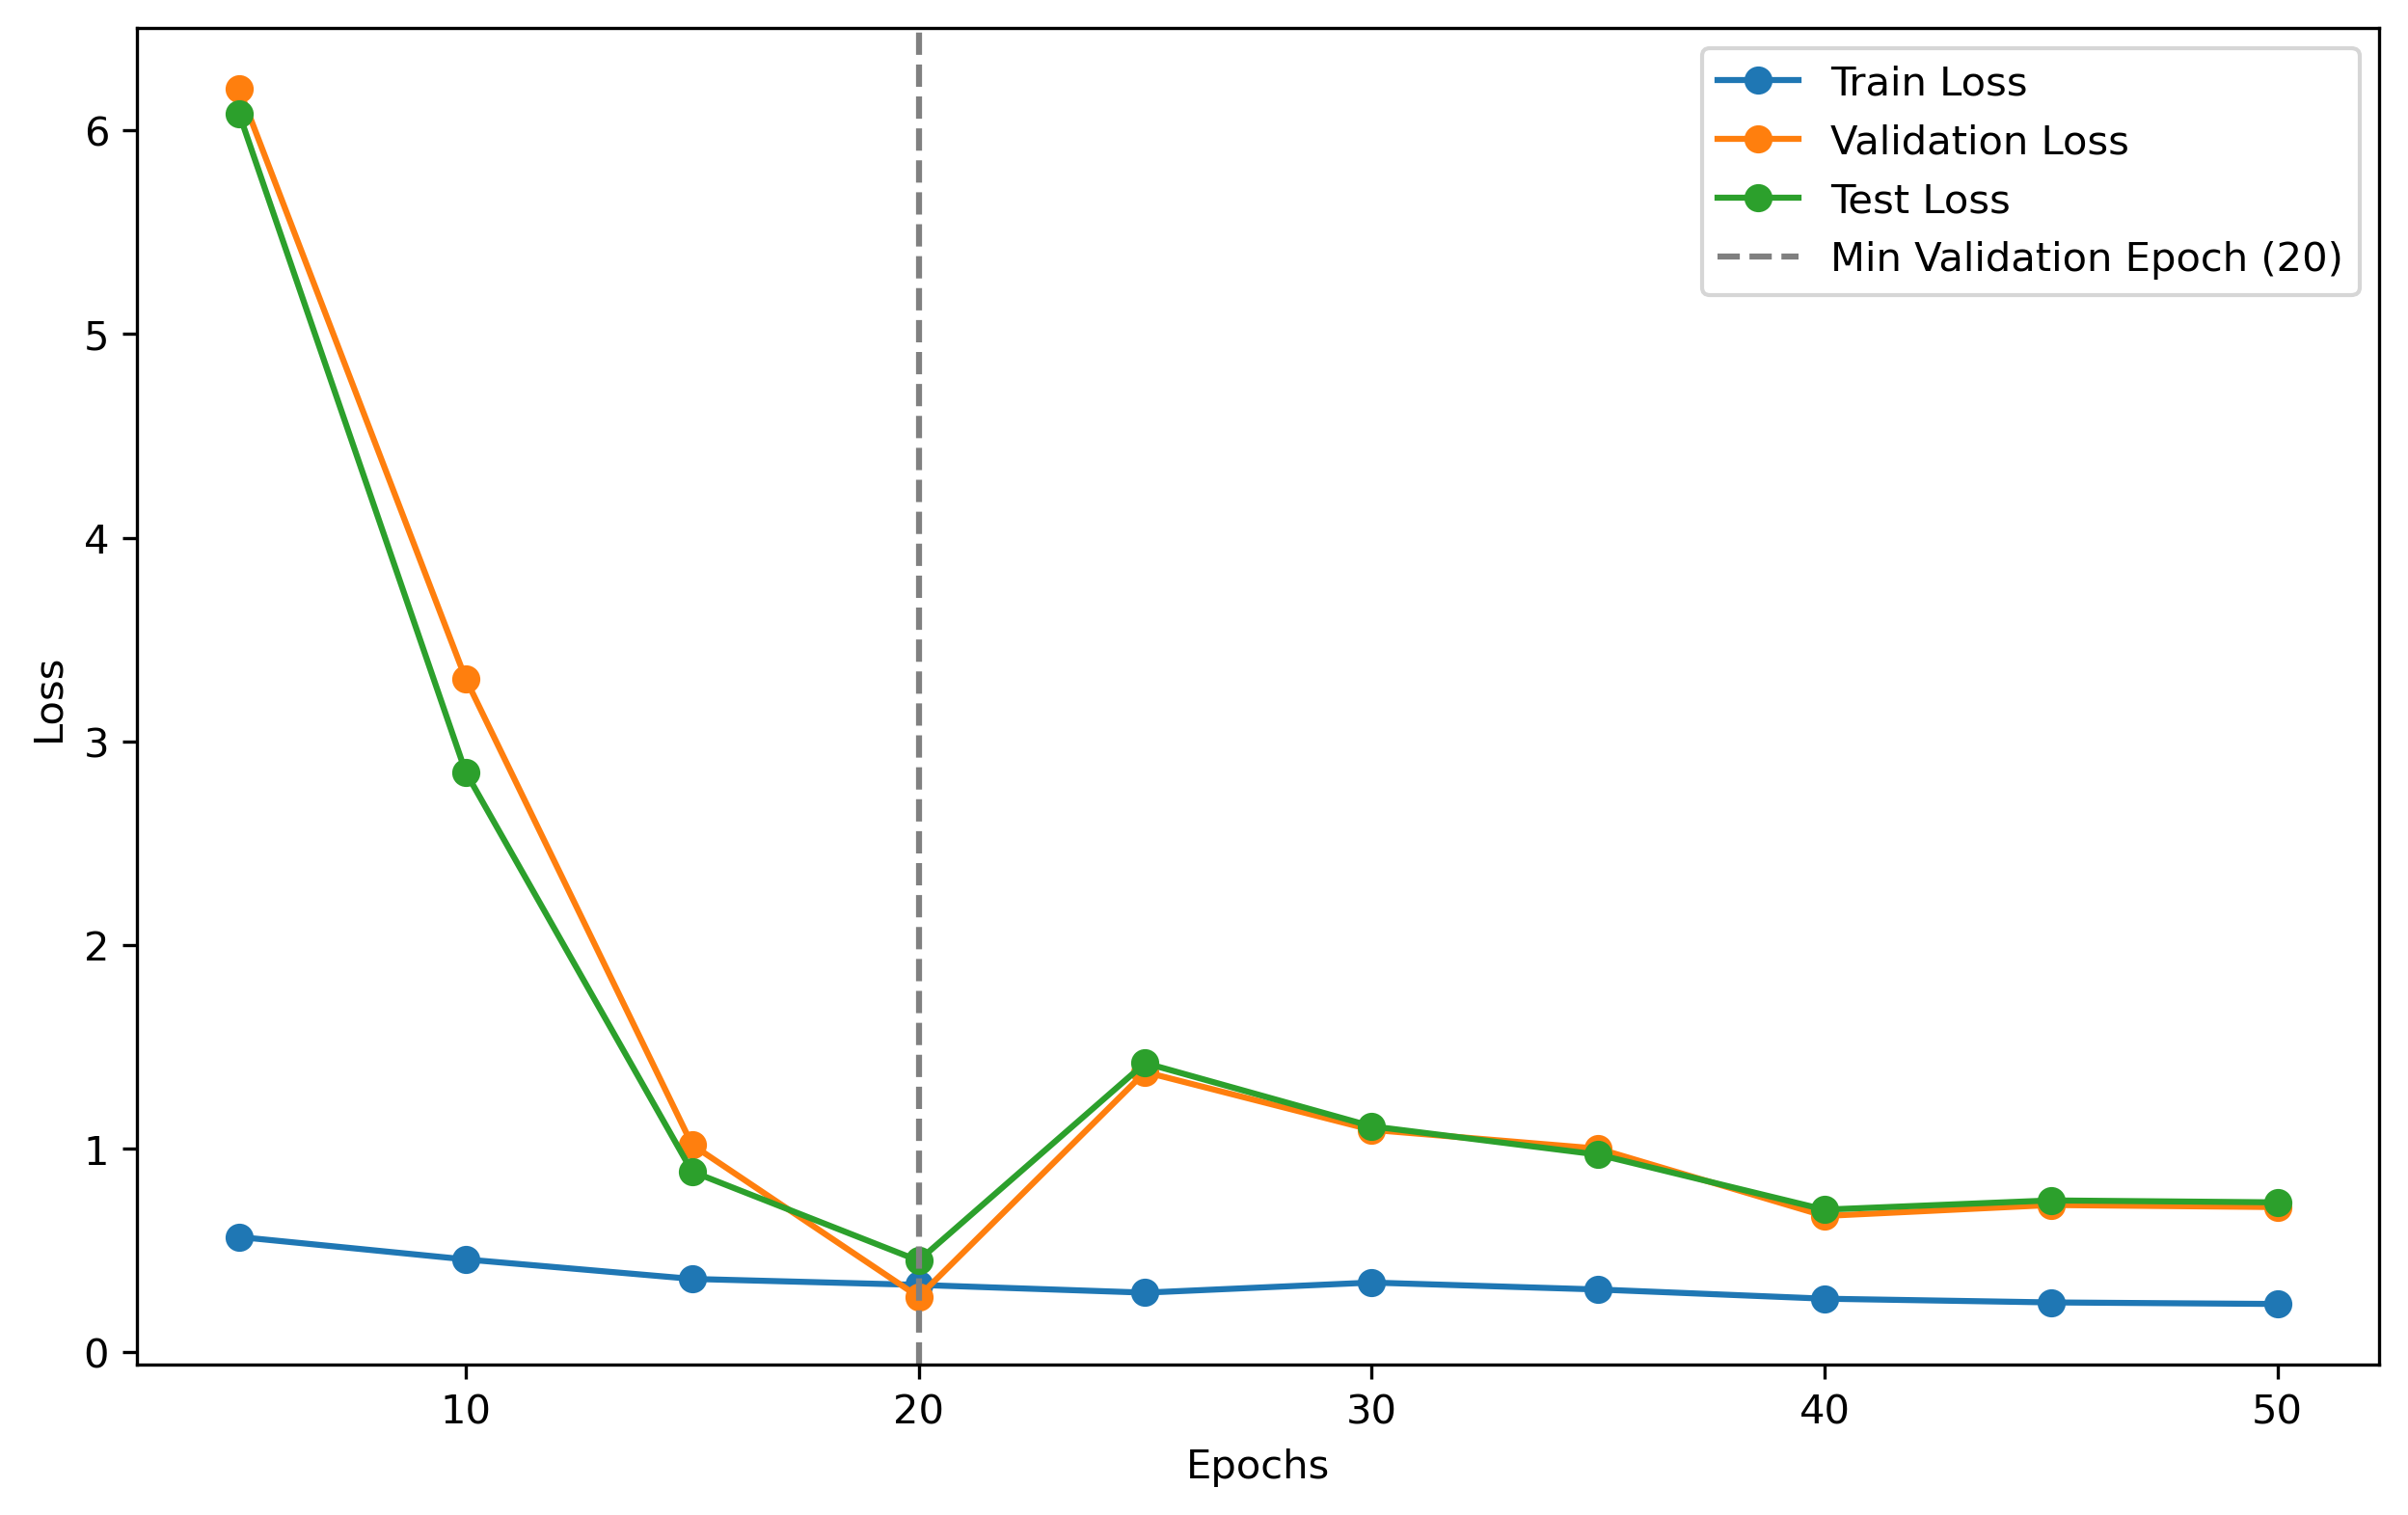 Train Loss
Validation Loss
Test Loss
Min Validation Epoch (20)
6
5
4
3
2
1
0
Loss
10 20 30 40 50
Epochs